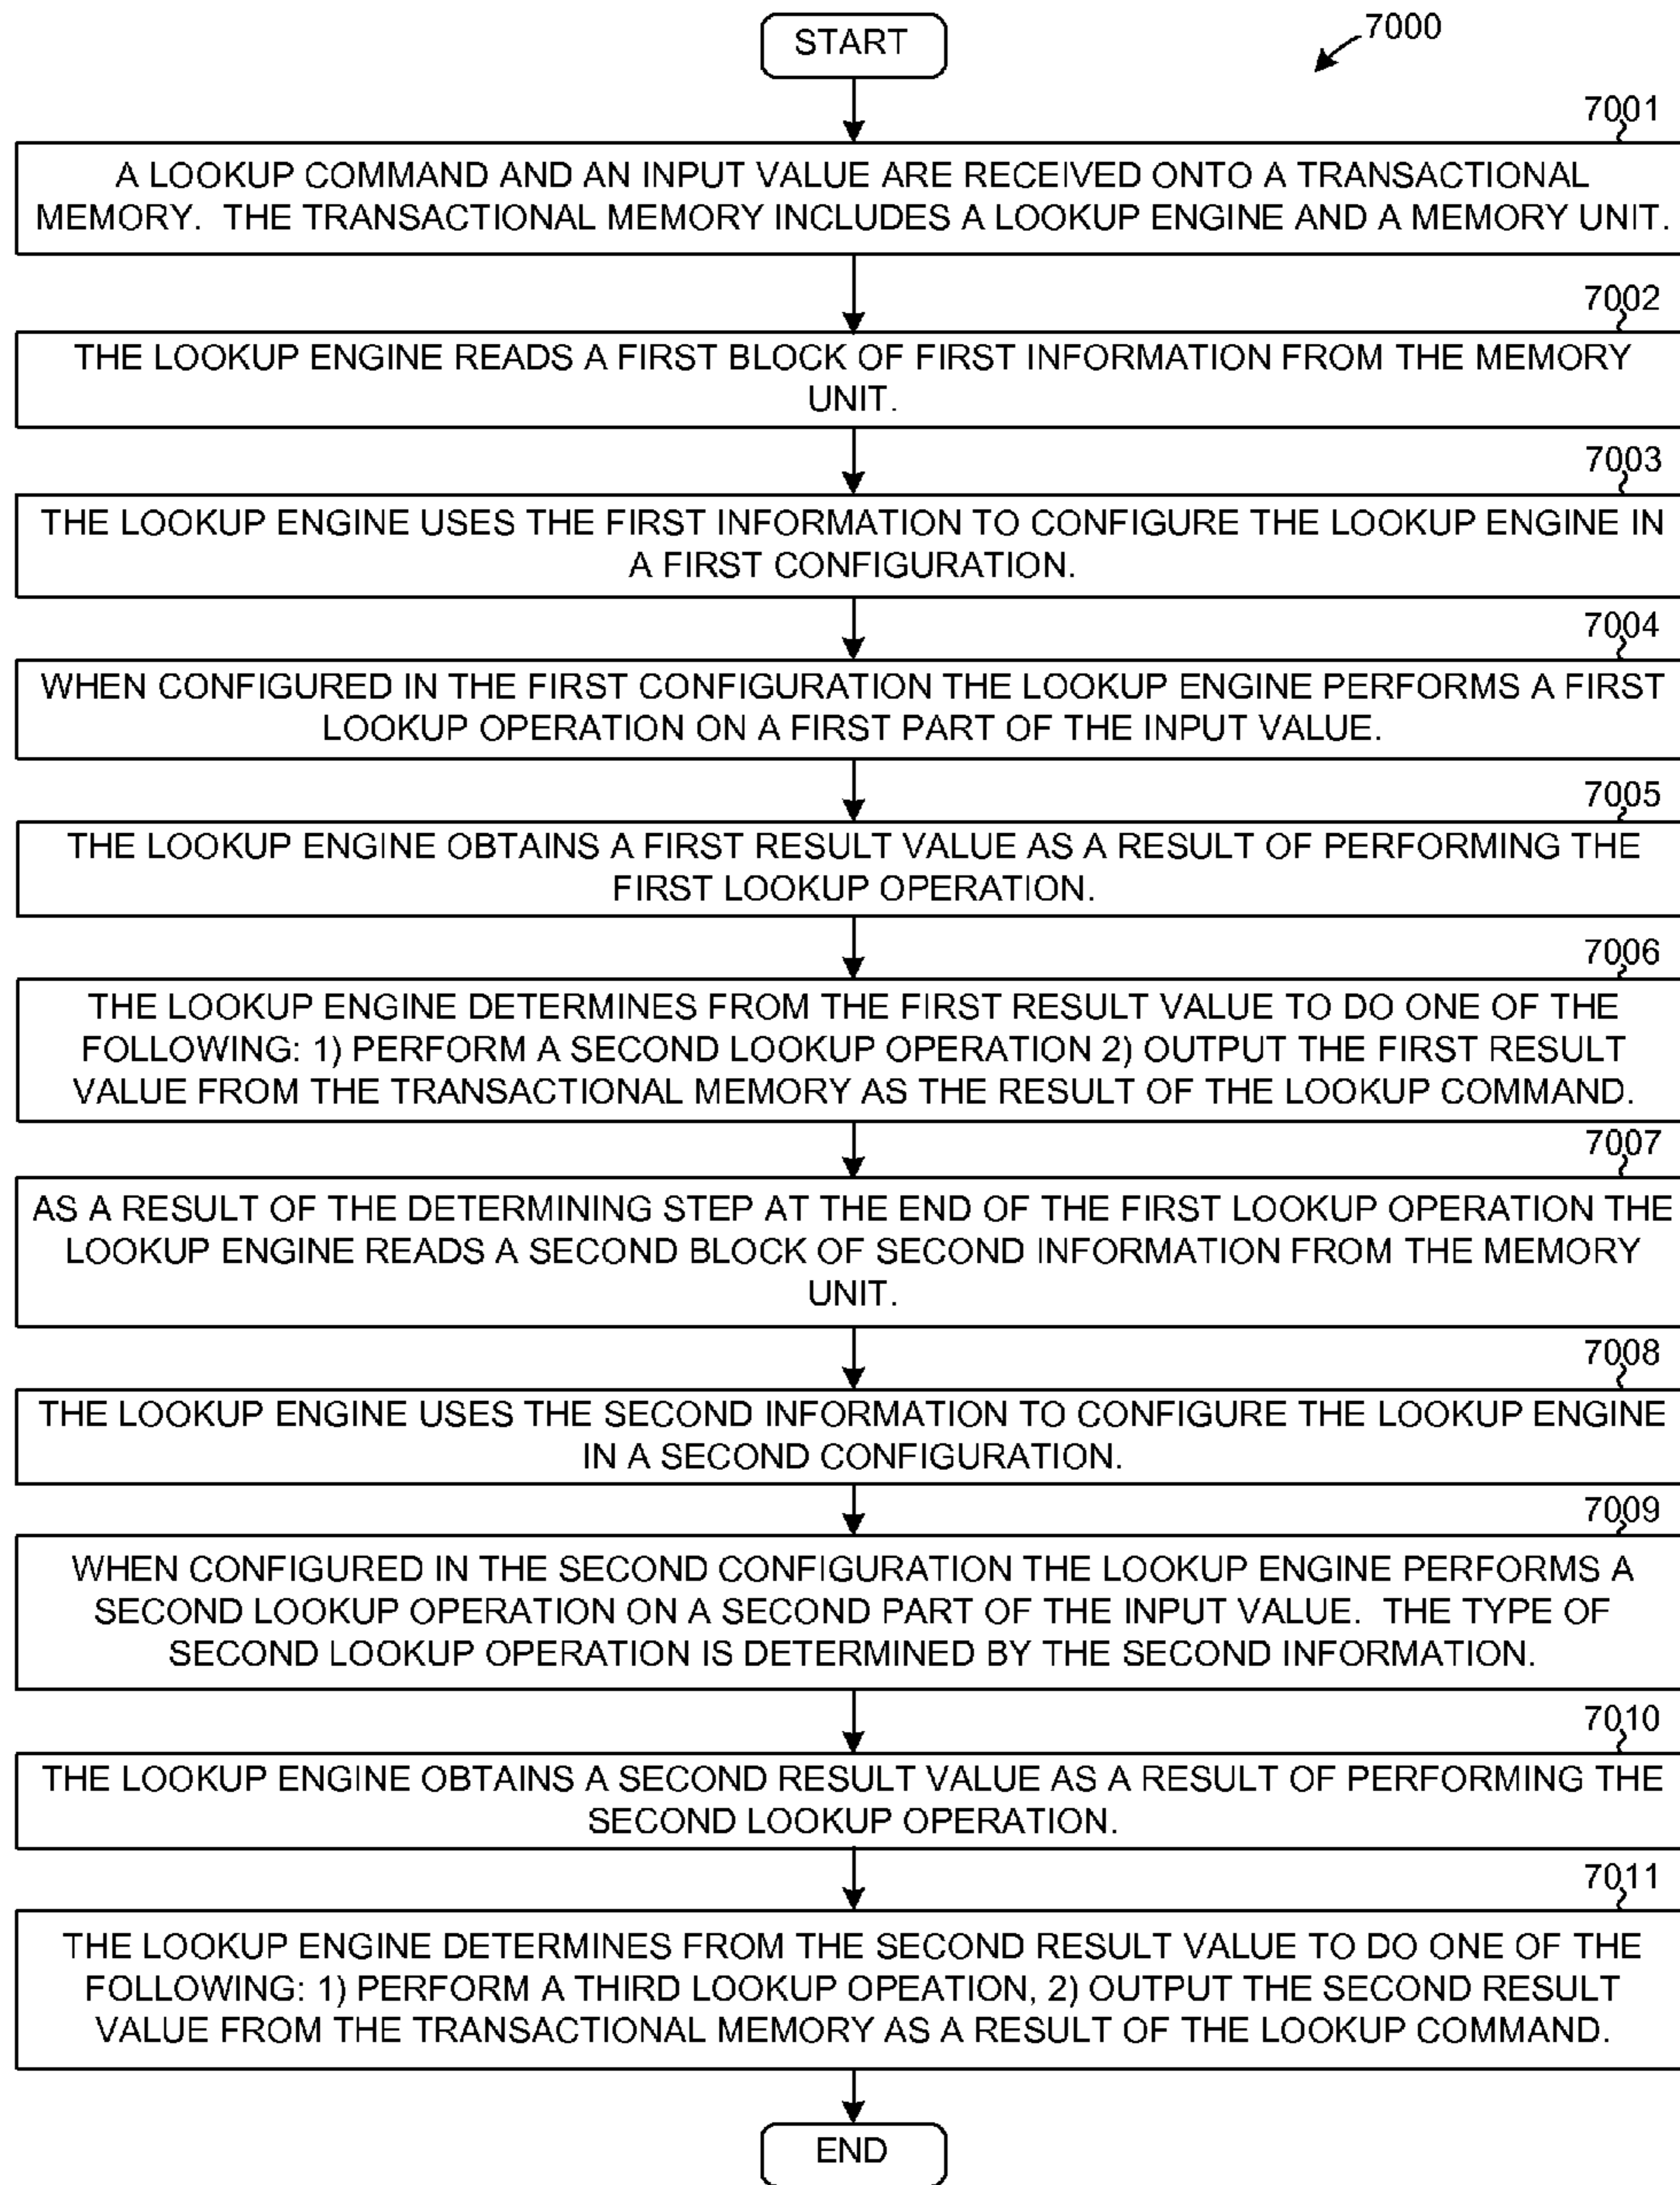 START
7000
7001
A LOOKUP COMMAND AND AN INPUT VALUE ARE RECEIVED ONTO A TRANSACTIONAL
MEMORY. THE TRANSACTIONAL MEMORY INCLUDES A LOOKUP ENGINE AND A MEMORY UNIT.
7002
THE LOOKUP ENGINE READS A FIRST BLOCK OF FIRST INFORMATION FROM THE MEMORY
UNIT.
7003
THE LOOKUP ENGINE USES THE FIRST INFORMATION TO CONFIGURE THE LOOKUP ENGINE IN
A FIRST CONFIGURATION.
7004
WHEN CONFIGURED IN THE FIRST CONFIGURATION THE LOOKUP ENGINE PERFORMS A FIRST
LOOKUP OPERATION ON A FIRST PART OF THE INPUT VALUE.
7005
THE LOOKUP ENGINE OBTAINS A FIRST RESULT VALUE AS A RESULT OF PERFORMING THE
FIRST LOOKUP OPERATION.
7006
THE LOOKUP ENGINE DETERMINES FROM THE FIRST RESULT VALUE TO DO ONE OF THE
FOLLOWING: 1) PERFORM A SECOND LOOKUP OPERATION 2) OUTPUT THE FIRST RESULT
VALUE FROM THE TRANSACTIONAL MEMORY AS THE RESULT OF THE LOOKUP COMMAND.
7007
AS A RESULT OF THE DETERMINING STEP AT THE END OF THE FIRST LOOKUP OPERATION THE
LOOKUP ENGINE READS A SECOND BLOCK OF SECOND INFORMATION FROM THE MEMORY
UNIT.
7008
THE LOOKUP ENGINE USES THE SECOND INFORMATION TO CONFIGURE THE LOOKUP ENGINE
IN A SECOND CONFIGURATION.
7009
WHEN CONFIGURED IN THE SECOND CONFIGURATION THE LOOKUP ENGINE PERFORMS A
SECOND LOOKUP OPERATION ON A SECOND PART OF THE INPUT VALUE. THE TYPE OF
SECOND LOOKUP OPERATION IS DETERMINED BY THE SECOND INFORMATION.
7010
THE LOOKUP ENGINE OBTAINS A SECOND RESULT VALUE AS A RESULT OF PERFORMING THE
SECOND LOOKUP OPERATION.
7011
THE LOOKUP ENGINE DETERMINES FROM THE SECOND RESULT VALUE TO DO ONE OF THE
FOLLOWING: 1) PERFORM A THIRD LOOKUP OPEATION, 2) OUTPUT THE SECOND RESULT
VALUE FROM THE TRANSACTIONAL MEMORY AS A RESULT OF THE LOOKUP COMMAND.
END